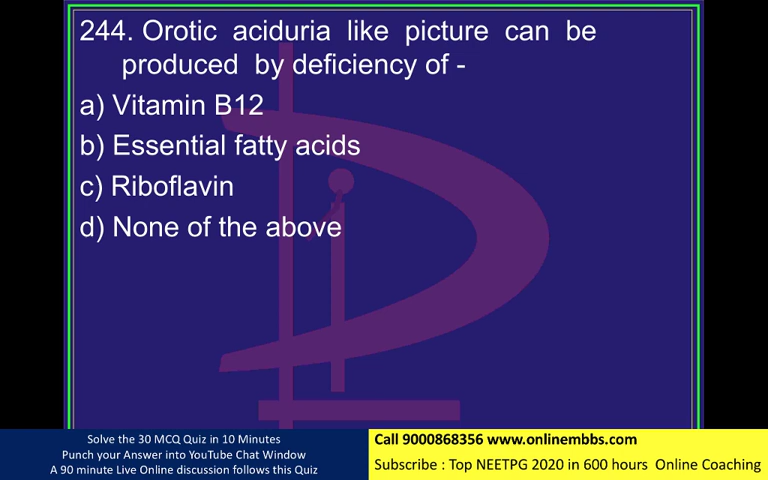 244. Orotic aciduria like picture can be
produced by deficiency of -
a) Vitamin B12
b) Essential fatty acids
c) Riboflavin
d) None of the above
Solve the 30 MCQ Quiz in 10 Minutes
Punch your Answer into YouTube Chat Window
A 90 minute Live Online discussion follows this Quiz
Call 9000868356 www.onlinembbs.com
Subscribe : Top NEETPG 2020 in 600 hours Online Coaching